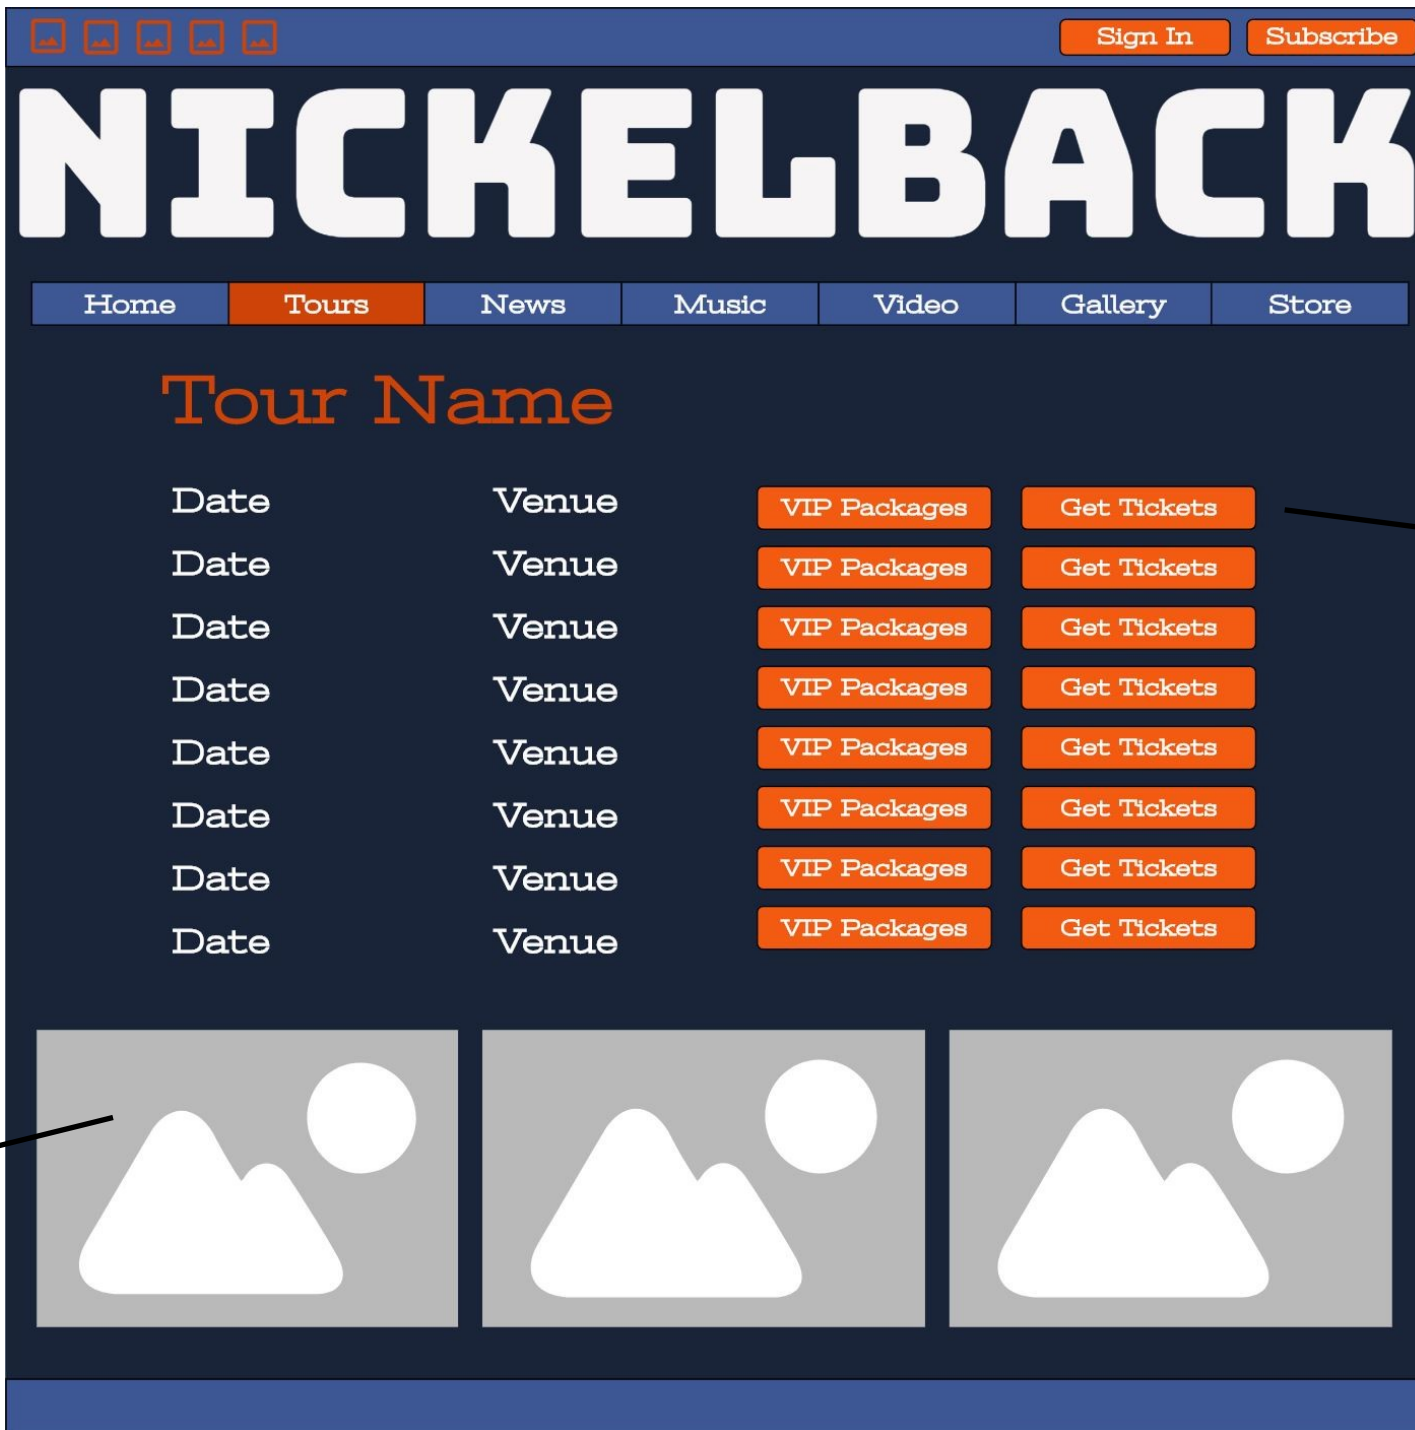 Sign In Subscribe
NICKELBACK
Home Tours News Music Video Gallery Store
Tour Name
Date Venue VIP Packages Get Tickets
Date Venue VIP Packages Get Tickets
Date Venue VIP Packages Get Tickets
Date Venue VIP Packages Get Tickets
Date Venue VIP Packages Get Tickets
Date Venue VIP Packages Get Tickets
Date Venue VIP Packages Get Tickets
Date Venue VIP Packages Get Tickets